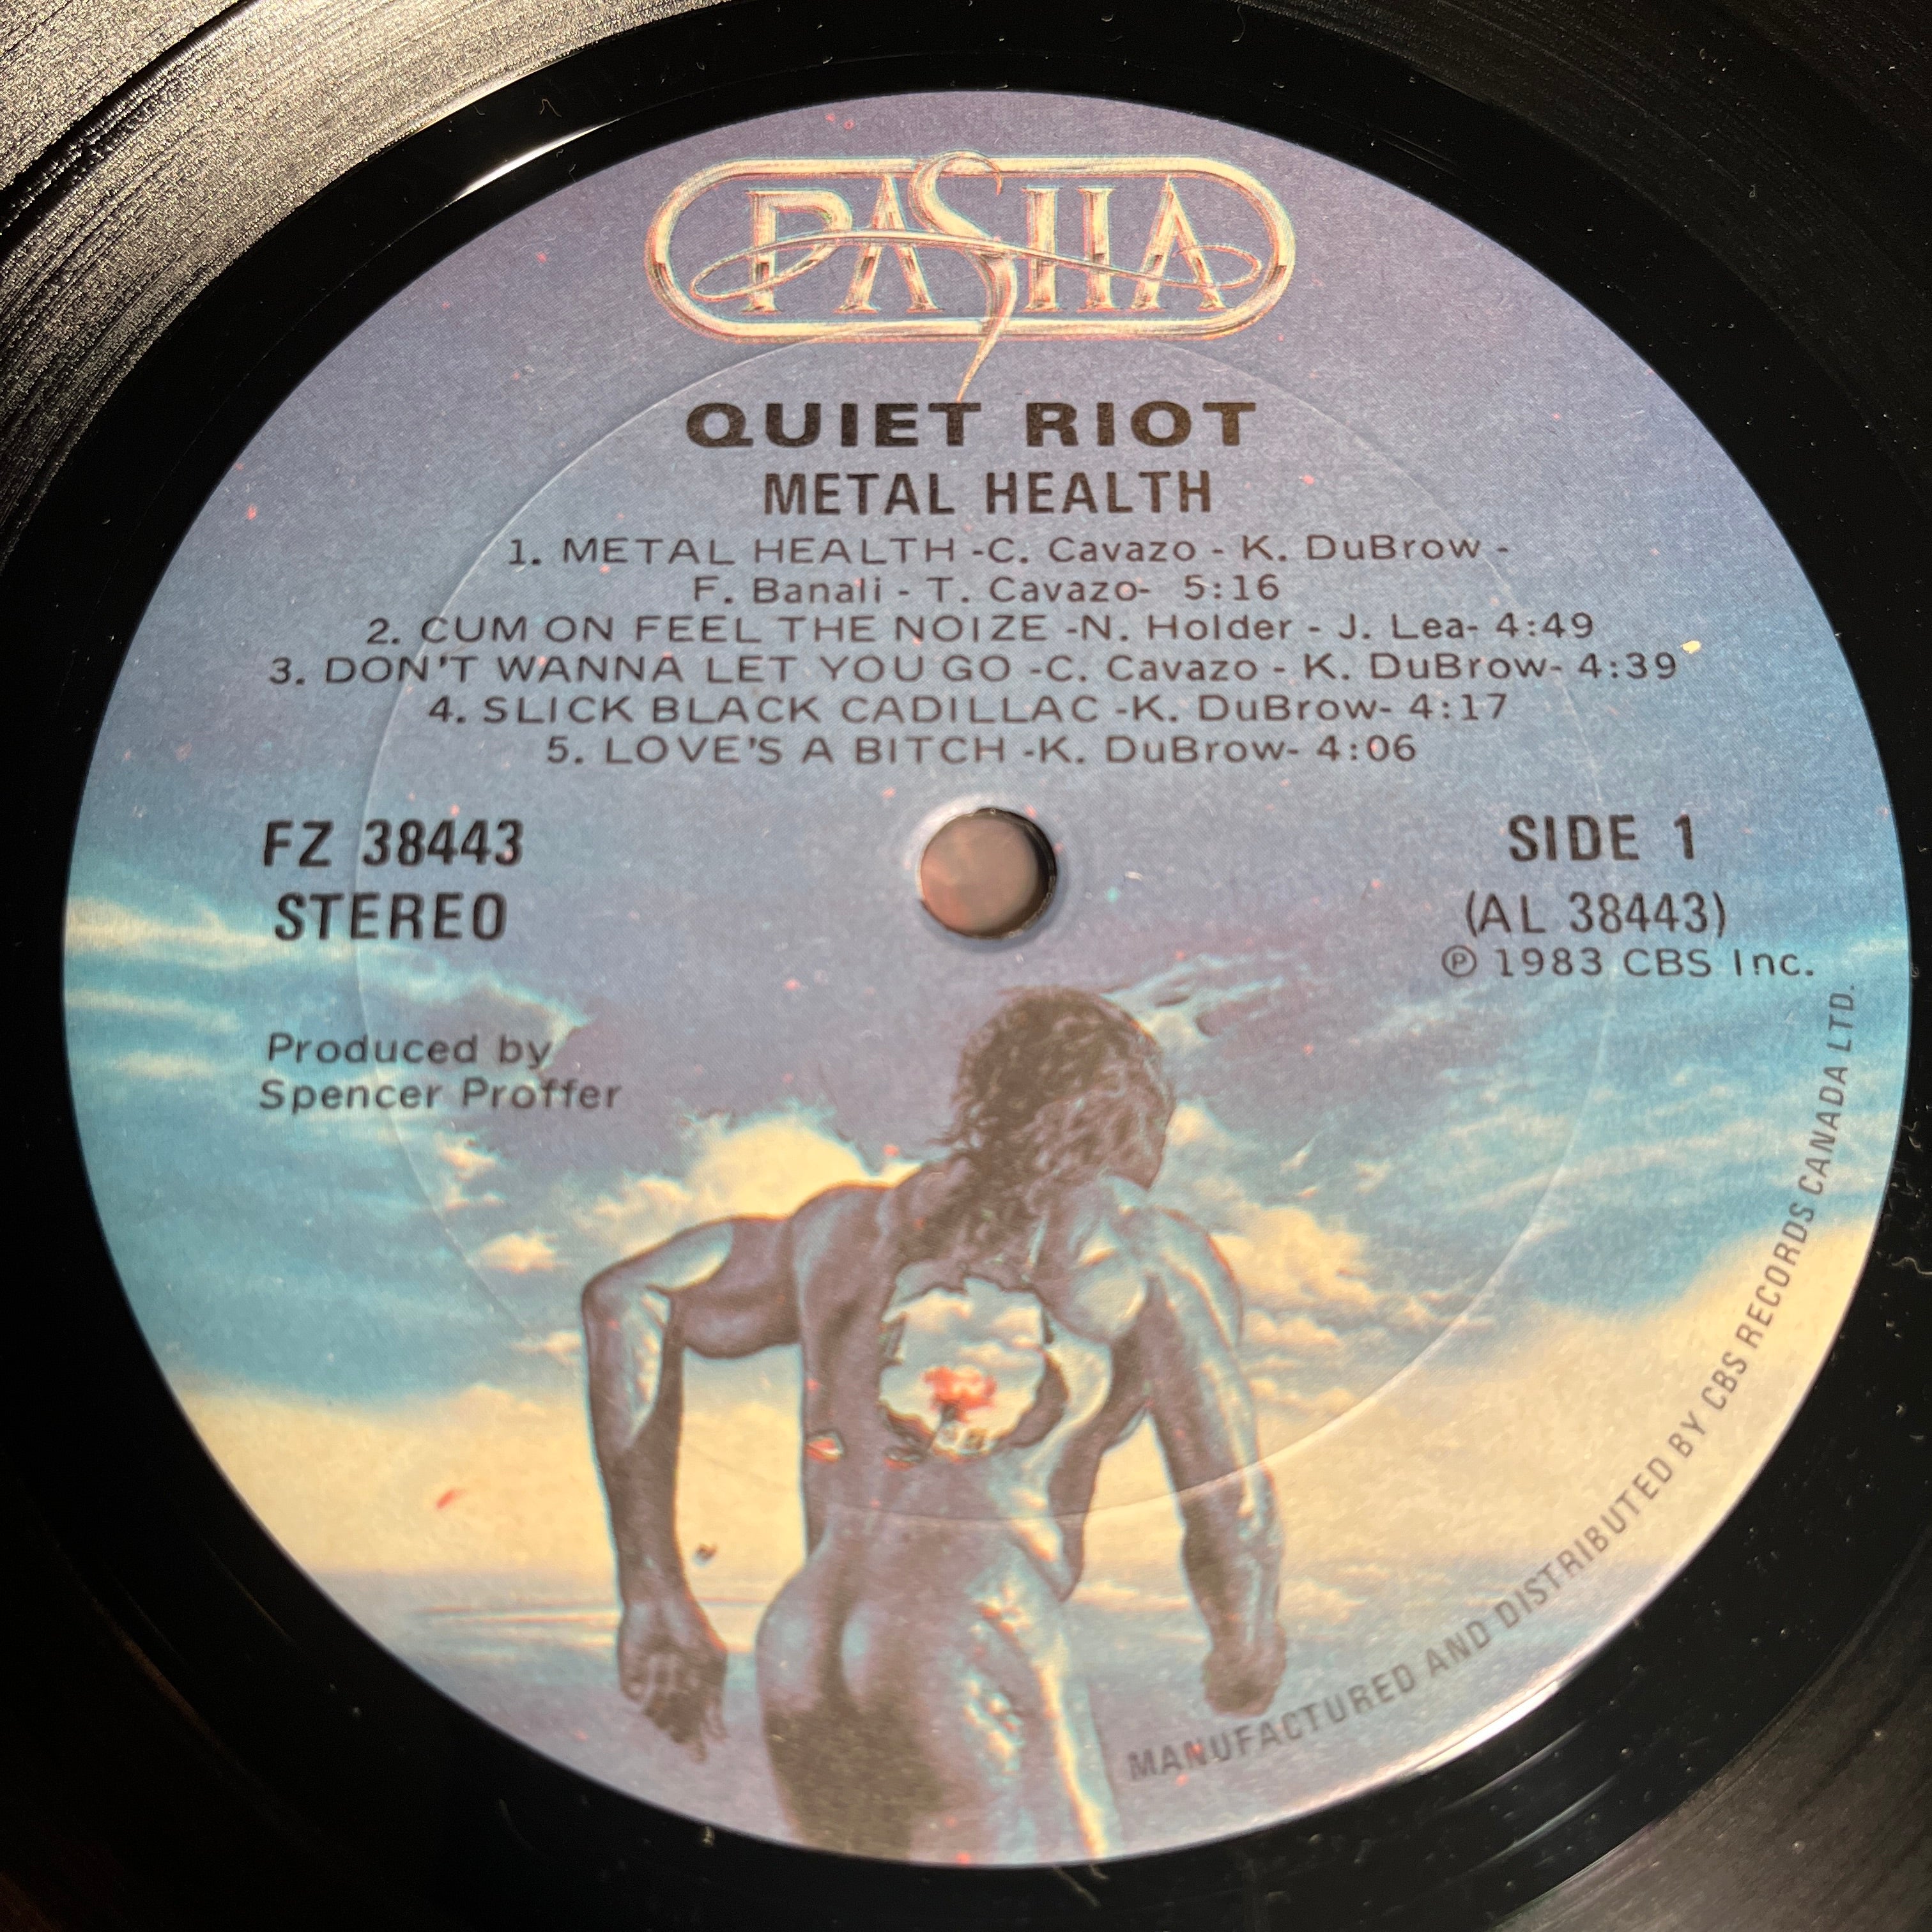 PASHA
QUIET RIOT
METAL HEALTH
1. METAL HEALTH -C. Cavazo - K. DuBrow -
F. Banali - T. Cavazo- 5:16
2. CUM ON FEEL THE NOIZE -N. Holder - J. Lea- 4:49
3. DON'T WANNA LET YOU GO -C. Cavazo - K. DuBrow- 4:39
4. SLICK BLACK CADILLAC -K. DuBrow- 4:17
5. LOVE'S A BITCH -K. DuBrow- 4:06
FZ 38443
STEREO
SIDE 1
(AL 38443)
℗ 1983 CBS Inc.
Produced by
Spencer Proffer
MANUFACTURED AND DISTRIBUTED BY CBS RECORDS CANADA LTD.